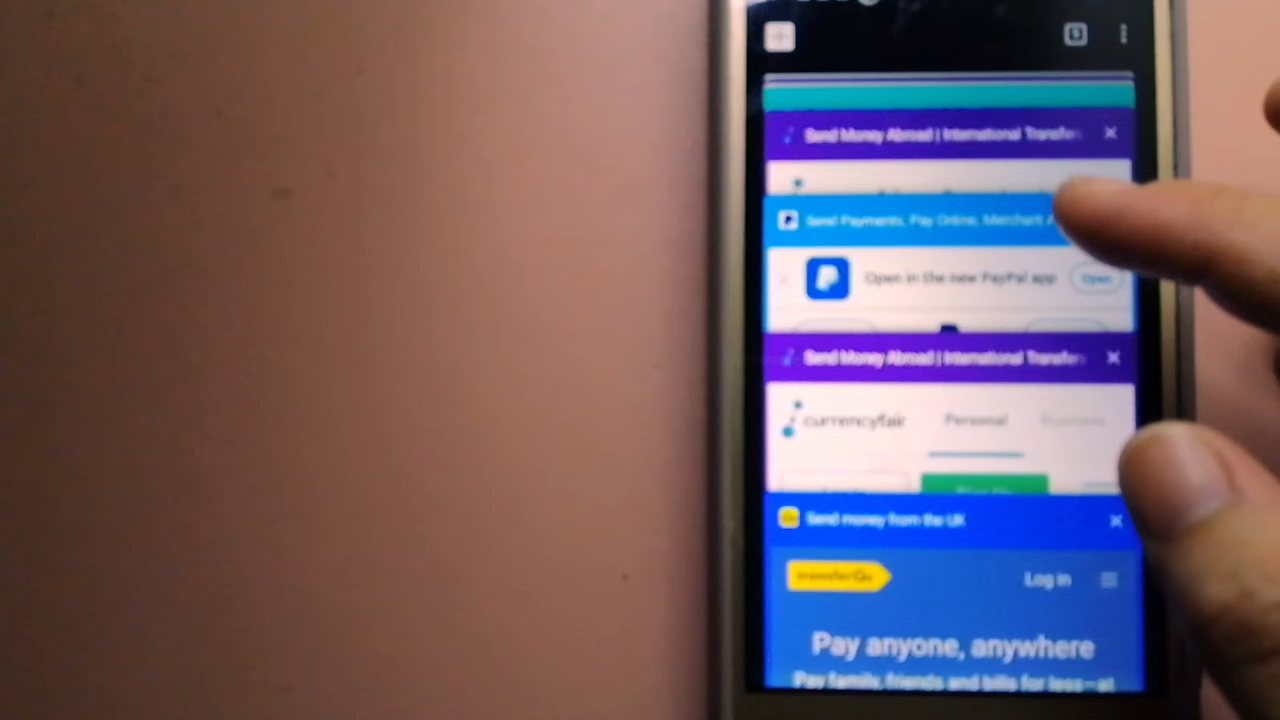 Send Money Abroad | International Transfer
Send Payments, Pay Online, Merchant A
Open in the new PayPal app
Open
Send Money Abroad | International Transfer
currencyfair
Personal
Business
Send money from the UK
transferGo
Log in
Pay anyone, anywhere
Pay family, friends and bills for less—at